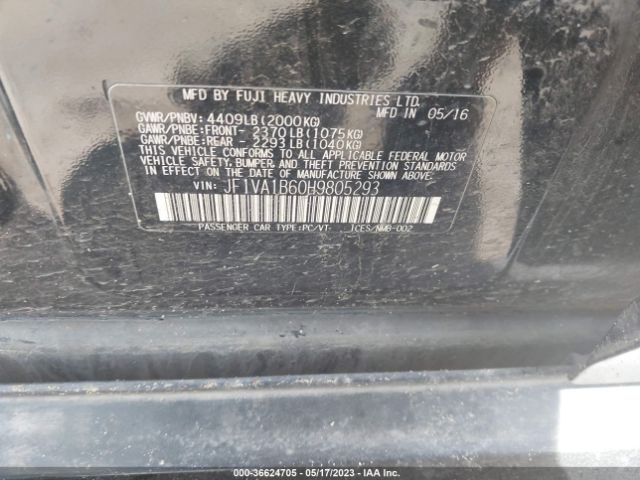 MFD BY FUJI HEAVY INDUSTRIES LTD.
MFD IN 05/16
GVWR/PNBV: 4409LB(2000KG)
GAWR/PNBE:FRONT- 2370LB(1075KG)
GAWR/PNBE:REAR - 2293LB(1040KG)
THIS VEHICLE CONFORMS TO ALL APPLICABLE FEDERAL MOTOR
VEHICLE SAFETY,BUMPER,AND THEFT PREVENTION STANDARDS
IN EFFECT ON THE DATE OF MANUFACTURE SHOWN ABOVE.
VIN: JF1VA1B60H9805293
PASSENGER CAR TYPE:PC/VT- ICES/NMB-002
000-36624705 - 05/17/2023 - IAAI.COM